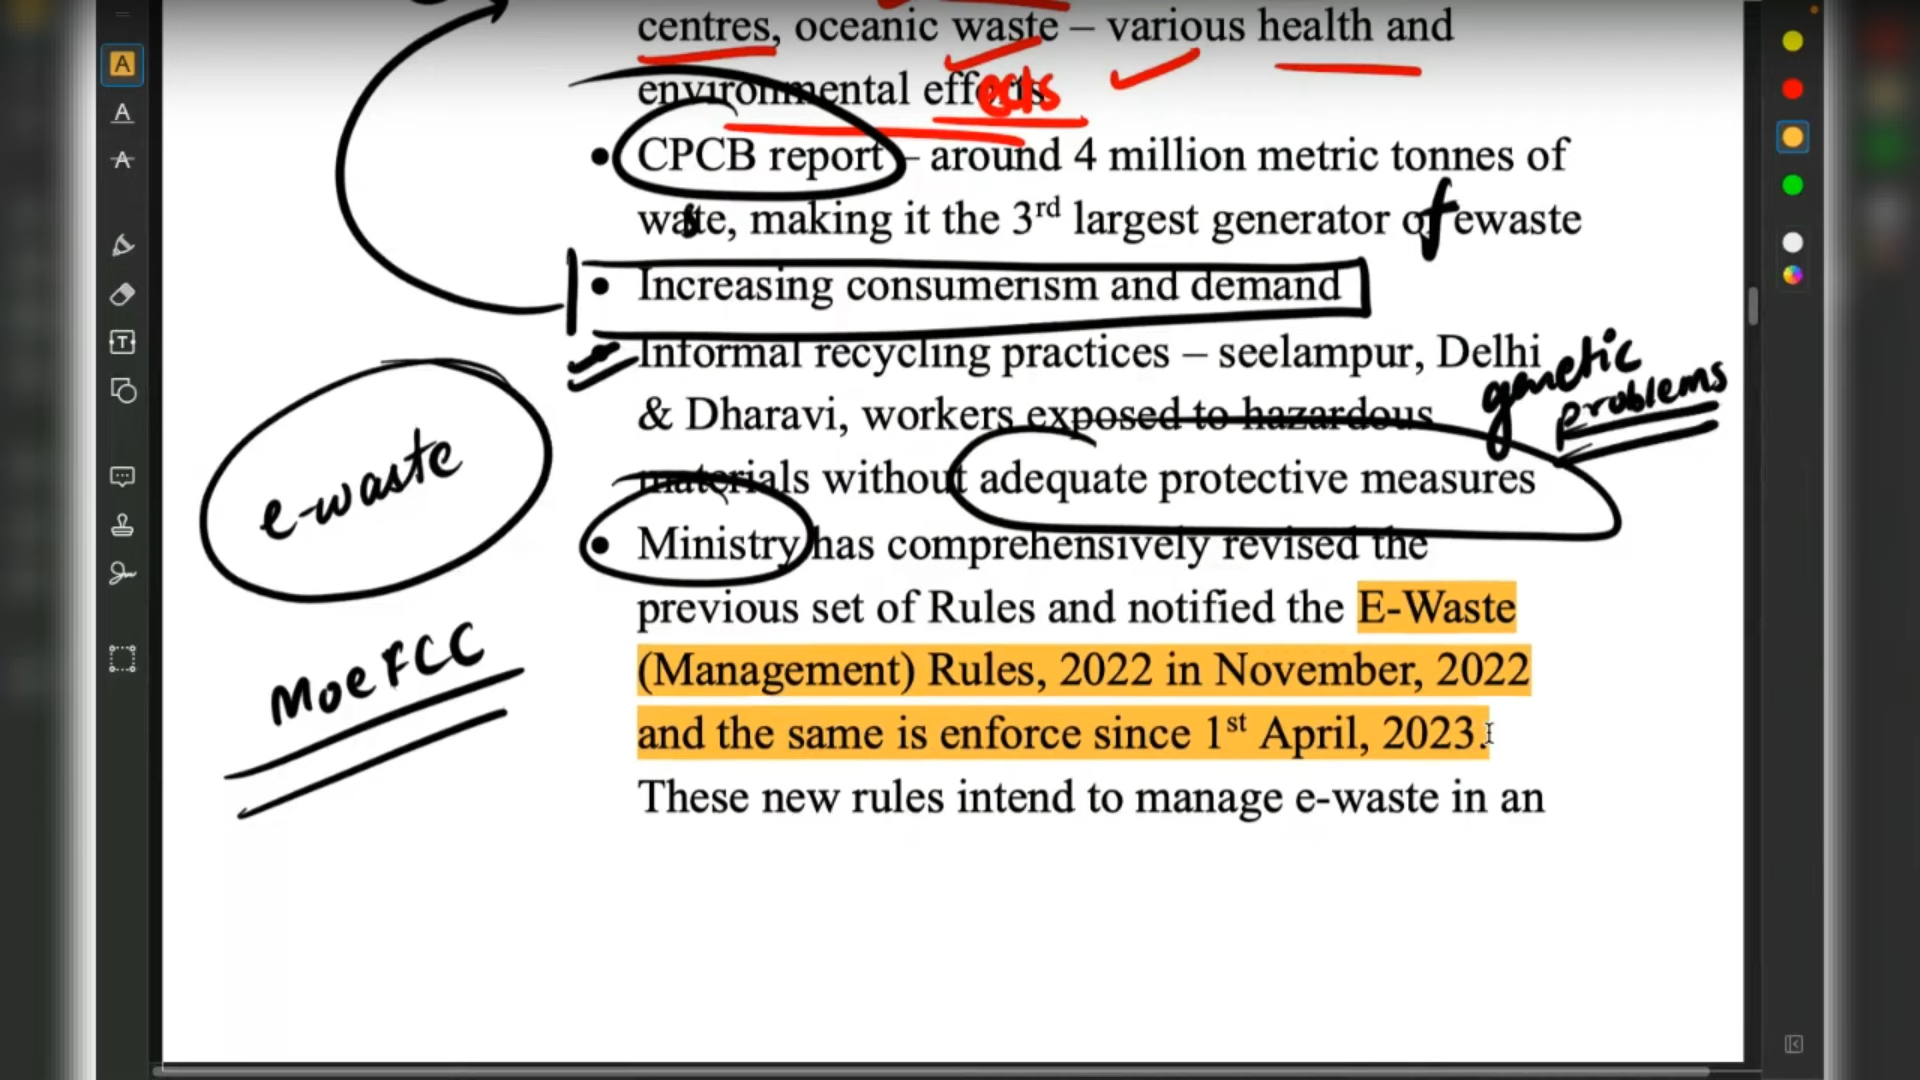 centres, oceanic waste – various health and
environmental efforts
ects
• CPCB report – around 4 million metric tonnes of
waste, making it the 3rd largest generator of ewaste
• Increasing consumerism and demand
• Informal recycling practices – seelampur, Delhi
genetic
problems
& Dharavi, workers exposed to hazardous
materials without adequate protective measures
e-waste
• Ministry has comprehensively revised the
previous set of Rules and notified the E-Waste
(Management) Rules, 2022 in November, 2022
MoeFCC
and the same is enforce since 1st April, 2023.
These new rules intend to manage e-waste in an